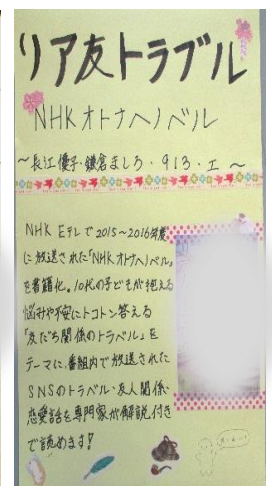 リア友トラブル
NHKオトナヘノベル
〜長江優子・鎌倉ましろ・913・エ〜
NHK Eテレで2015〜2016年度
に放送された「NHKオトナヘノベル」
を書籍化。10代の子どもが抱える
悩みや不安にトコトン答える
「友だち関係のトラベル」を
テーマに、番組内で放送された
SNSのトラベル・友人関係・
恋愛話を専門家が解説付き
で読めます!